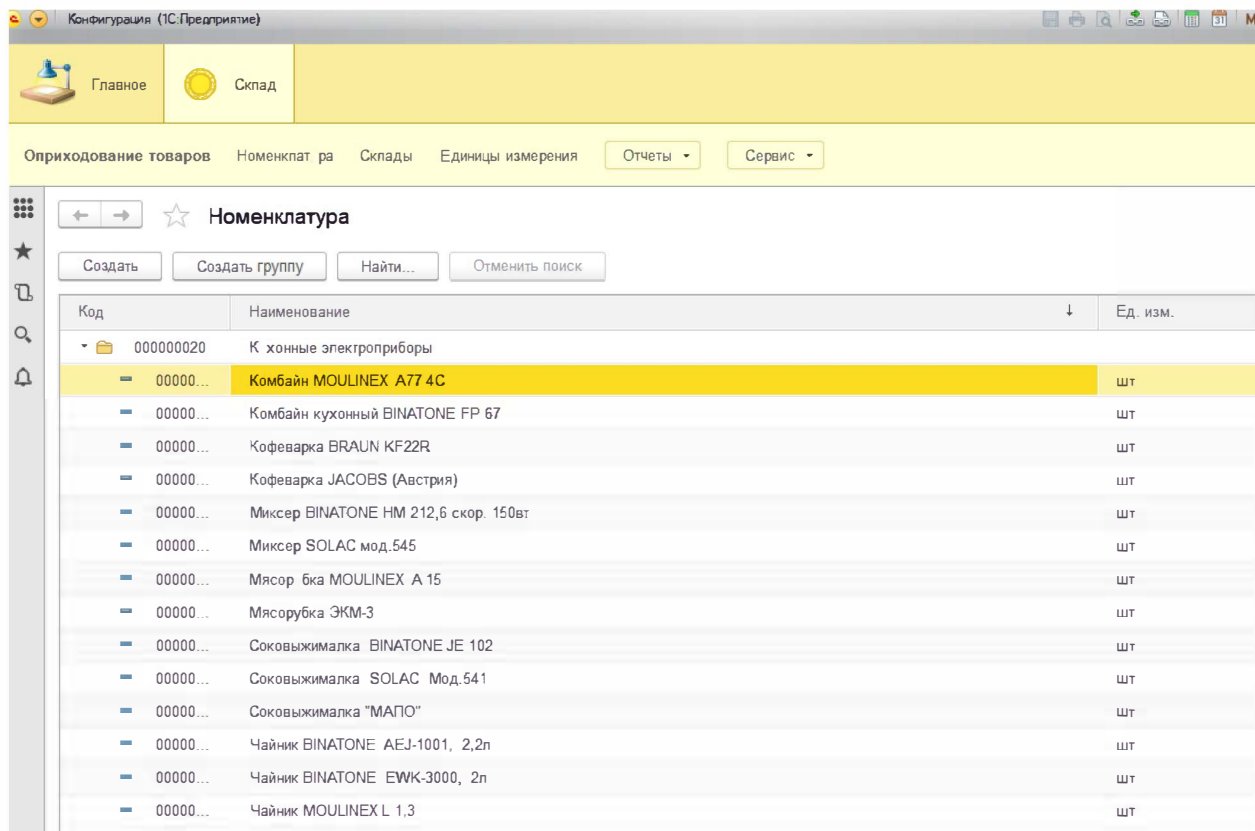 Конфигурация (1С:Предприятие) 31 М
Главное Склад
Оприходование товаров Номенклат ра Склады Единицы измерения Отчеты Сервис
Номенклатура
Создать Создать группу Найти... Отменить поиск
Код Наименование ↓ Ед. изм.
000000020 К хонные электроприборы
00000... Комбайн MOULINEX A77 4C шт
00000... Комбайн кухонный BINATONE FP 67 шт
00000... Кофеварка BRAUN KF22R шт
00000... Кофеварка JACOBS (Австрия) шт
00000... Миксер BINATONE HM 212,6 скор. 150вт шт
00000... Миксер SOLAC мод.545 шт
00000... Мясор бка MOULINEX A 15 шт
00000... Мясорубка ЭКМ-3 шт
00000... Соковыжималка BINATONE JE 102 шт
00000... Соковыжималка SOLAC Мод.541 шт
00000... Соковыжималка "МАПО" шт
00000... Чайник BINATONE AEJ-1001, 2,2л шт
00000... Чайник BINATONE EWK-3000, 2л шт
00000... Чайник MOULINEX L 1,3 шт